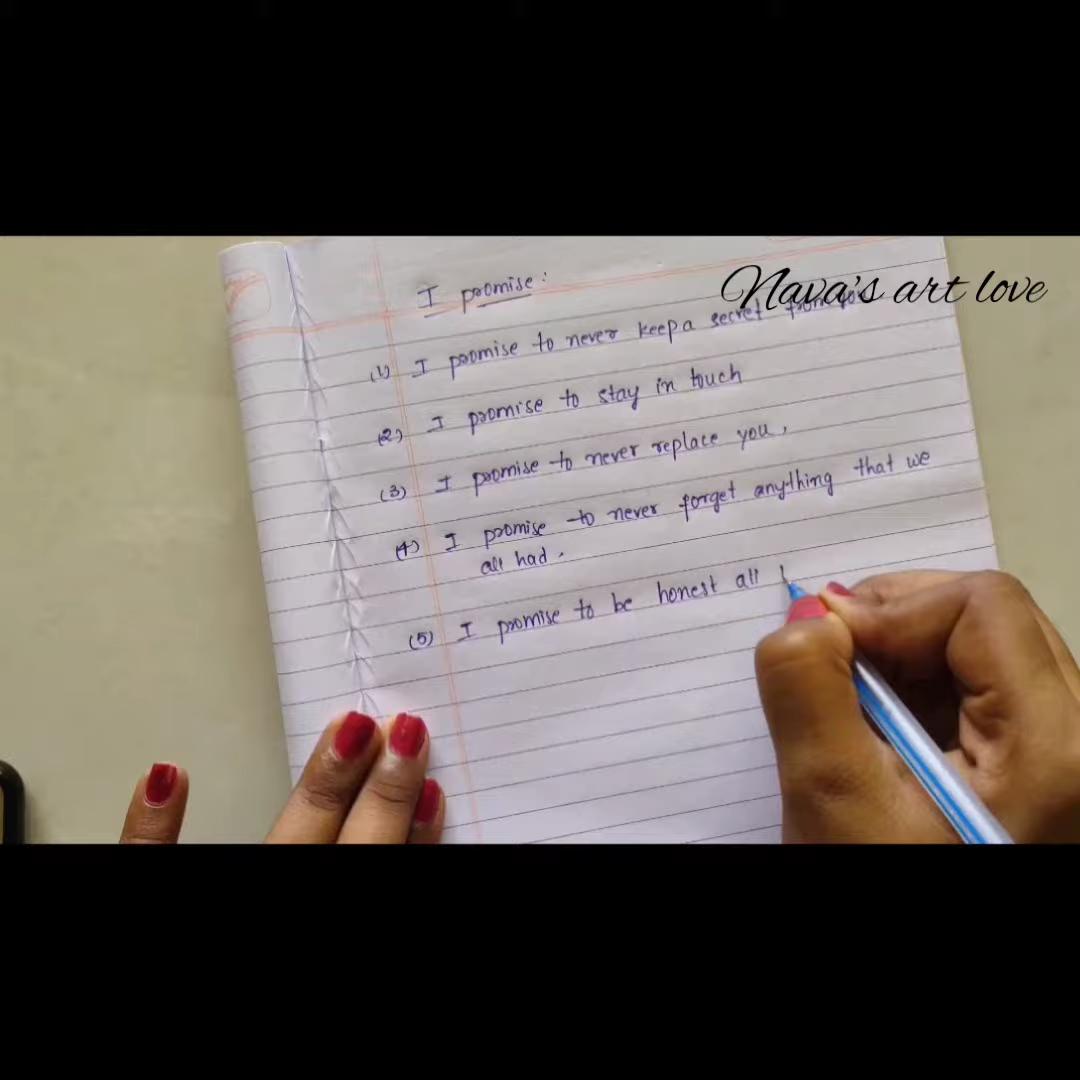 Nava's art love
I promise :
(1) I promise to never keep a secret from you
(2) I promise to stay in touch
(3) I promise to never replace you,
(4) I promise to never forget anything that we
all had.
(5) I promise to be honest all